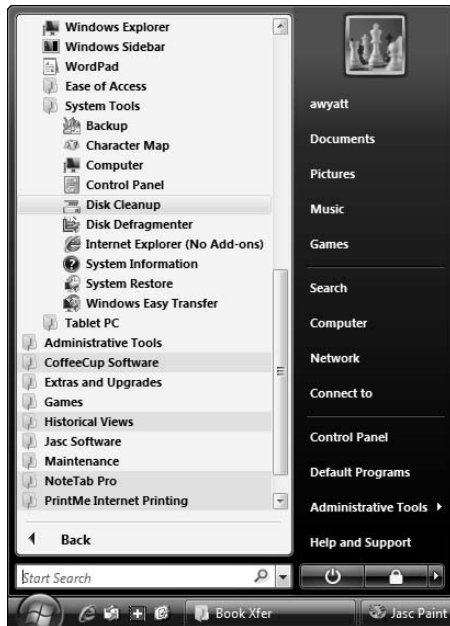 Windows Explorer
Windows Sidebar
WordPad
Ease of Access
System Tools
Backup
Character Map
Computer
Control Panel
Disk Cleanup
Disk Defragmenter
Internet Explorer (No Add-ons)
System Information
System Restore
Windows Easy Transfer
Tablet PC
Administrative Tools
CoffeeCup Software
Extras and Upgrades
Games
Historical Views
Jasc Software
Maintenance
NoteTab Pro
PrintMe Internet Printing
Back
Start Search
awyatt
Documents
Pictures
Music
Games
Search
Computer
Network
Connect to
Control Panel
Default Programs
Administrative Tools
Help and Support
Book Xfer
Jasc Paint